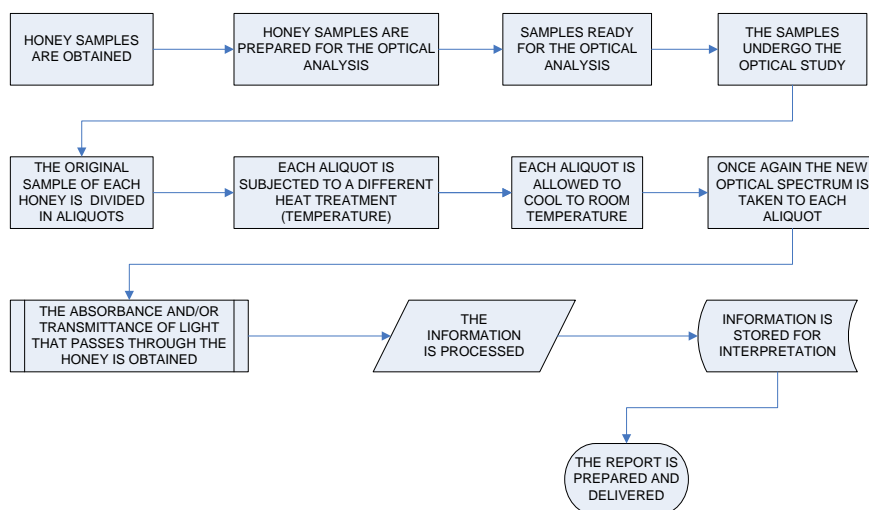 HONEY SAMPLES
ARE OBTAINED
HONEY SAMPLES ARE
PREPARED FOR THE OPTICAL
ANALYSIS
SAMPLES READY
FOR THE OPTICAL
ANALYSIS
THE SAMPLES
UNDERGO THE
OPTICAL STUDY
THE ORIGINAL
SAMPLE OF EACH
HONEY IS DIVIDED
IN ALIQUOTS
EACH ALIQUOT IS
SUBJECTED TO A DIFFERENT
HEAT TREATMENT
(TEMPERATURE)
EACH ALIQUOT IS
ALLOWED TO
COOL TO ROOM
TEMPERATURE
ONCE AGAIN THE NEW
OPTICAL SPECTRUM IS
TAKEN TO EACH
ALIQUOT
THE ABSORBANCE AND/OR
TRANSMITTANCE OF LIGHT
THAT PASSES THROUGH THE
HONEY IS OBTAINED
THE
INFORMATION
IS PROCESSED
INFORMATION IS
STORED FOR
INTERPRETATION
THE REPORT IS
PREPARED AND
DELIVERED